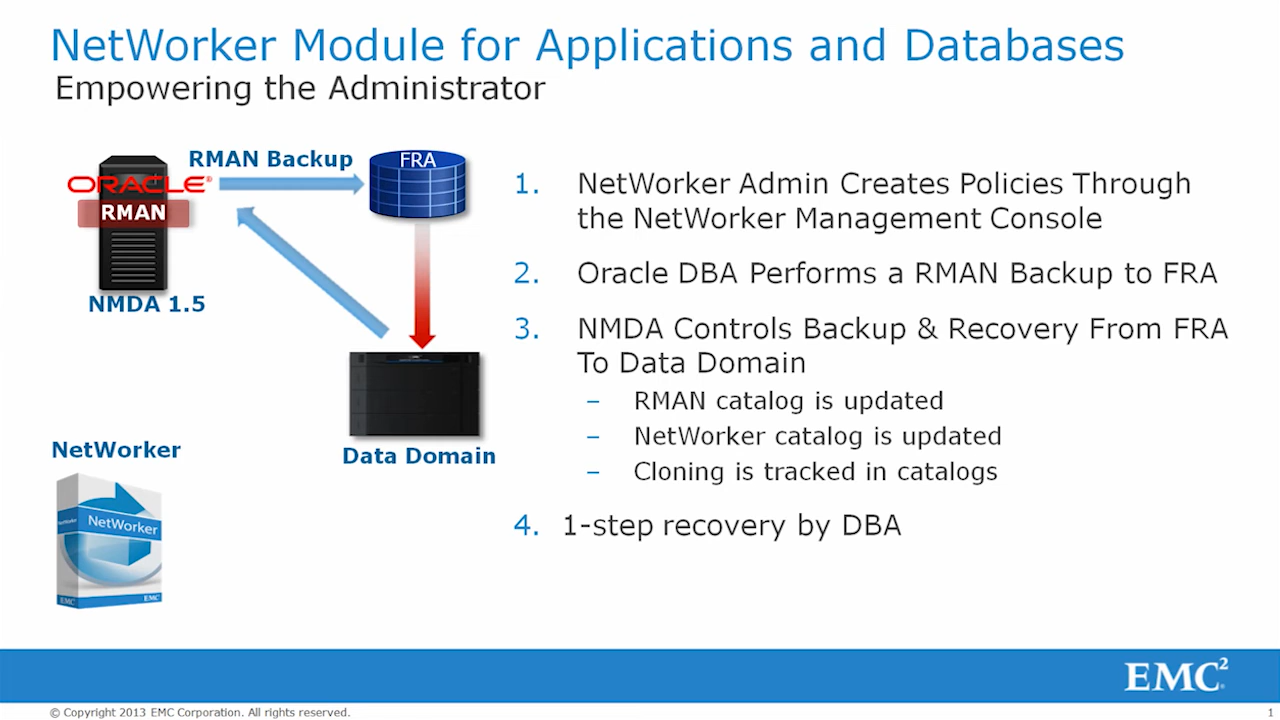 NetWorker Module for Applications and Databases
Empowering the Administrator
RMAN Backup
FRA
ORACLE®
RMAN
NMDA 1.5
Data Domain
NetWorker
NetWorker
NetWorker
EMC
EMC
1. NetWorker Admin Creates Policies Through
the NetWorker Management Console
2. Oracle DBA Performs a RMAN Backup to FRA
3. NMDA Controls Backup & Recovery From FRA
To Data Domain
– RMAN catalog is updated
– NetWorker catalog is updated
– Cloning is tracked in catalogs
4. 1-step recovery by DBA
EMC²
© Copyright 2013 EMC Corporation. All rights reserved.
1